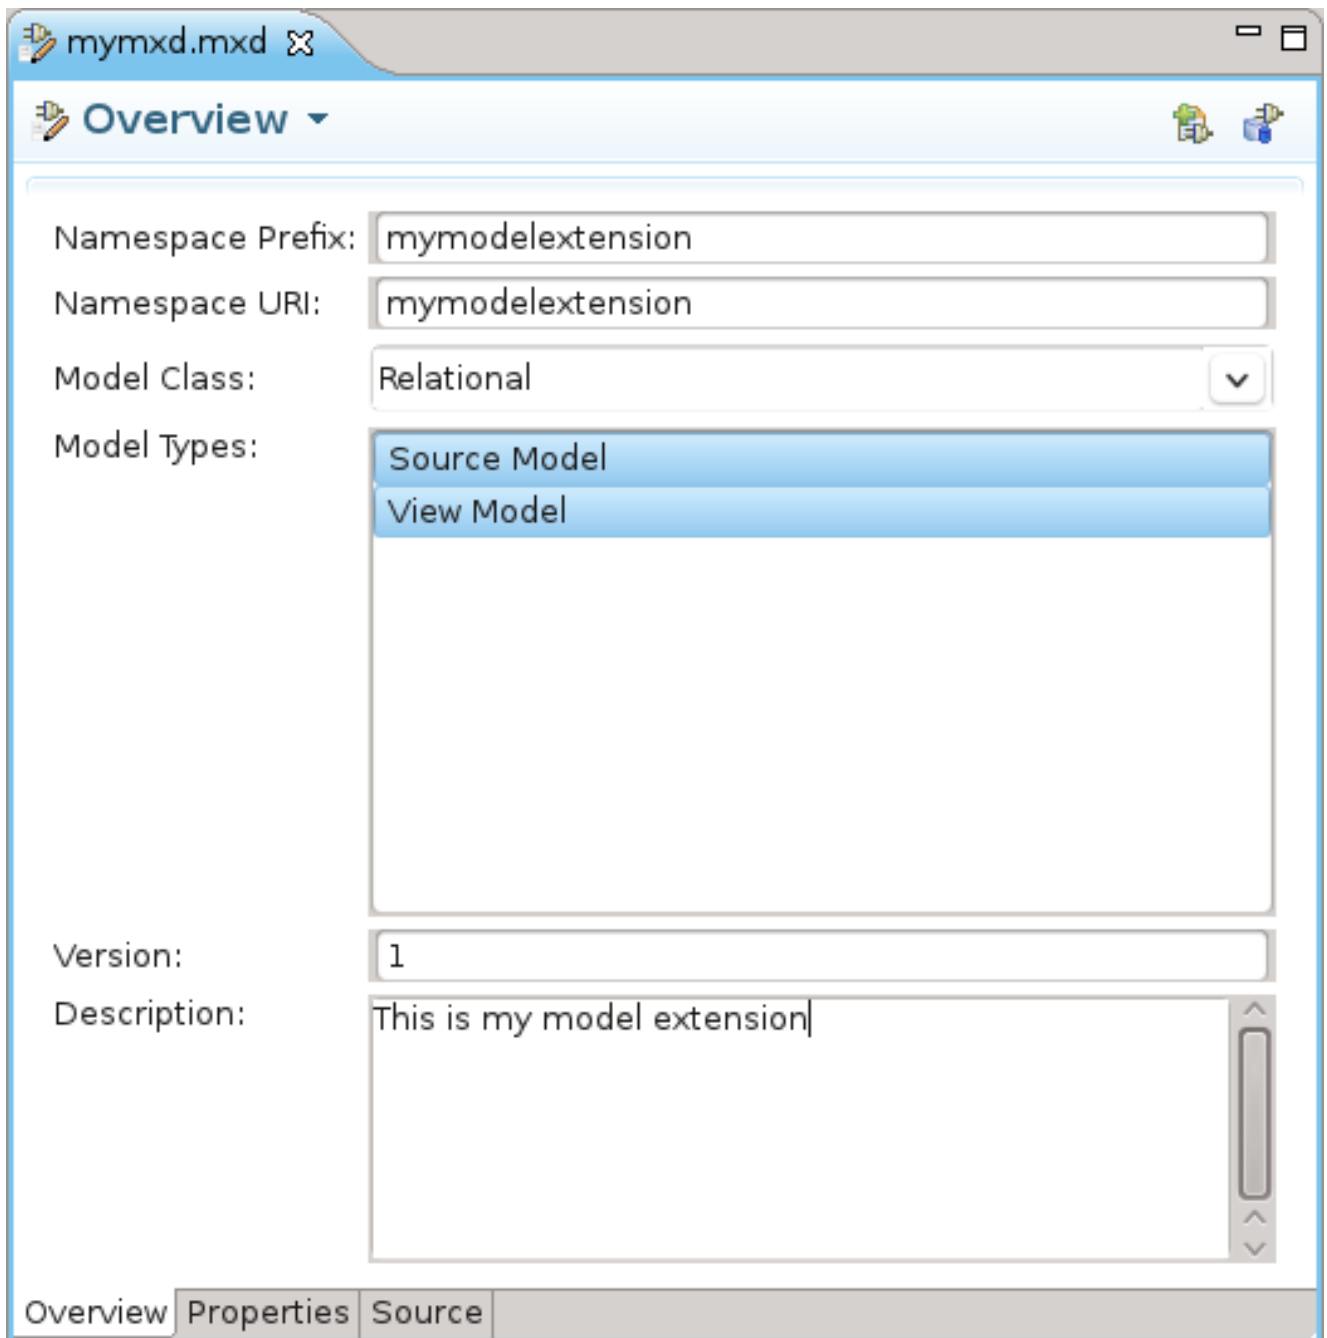 mymxd.mxd
Overview
Namespace Prefix: mymodelextension
Namespace URI: mymodelextension
Model Class: Relational
Model Types: Source Model
View Model
Version: 1
Description: This is my model extension
Overview Properties Source